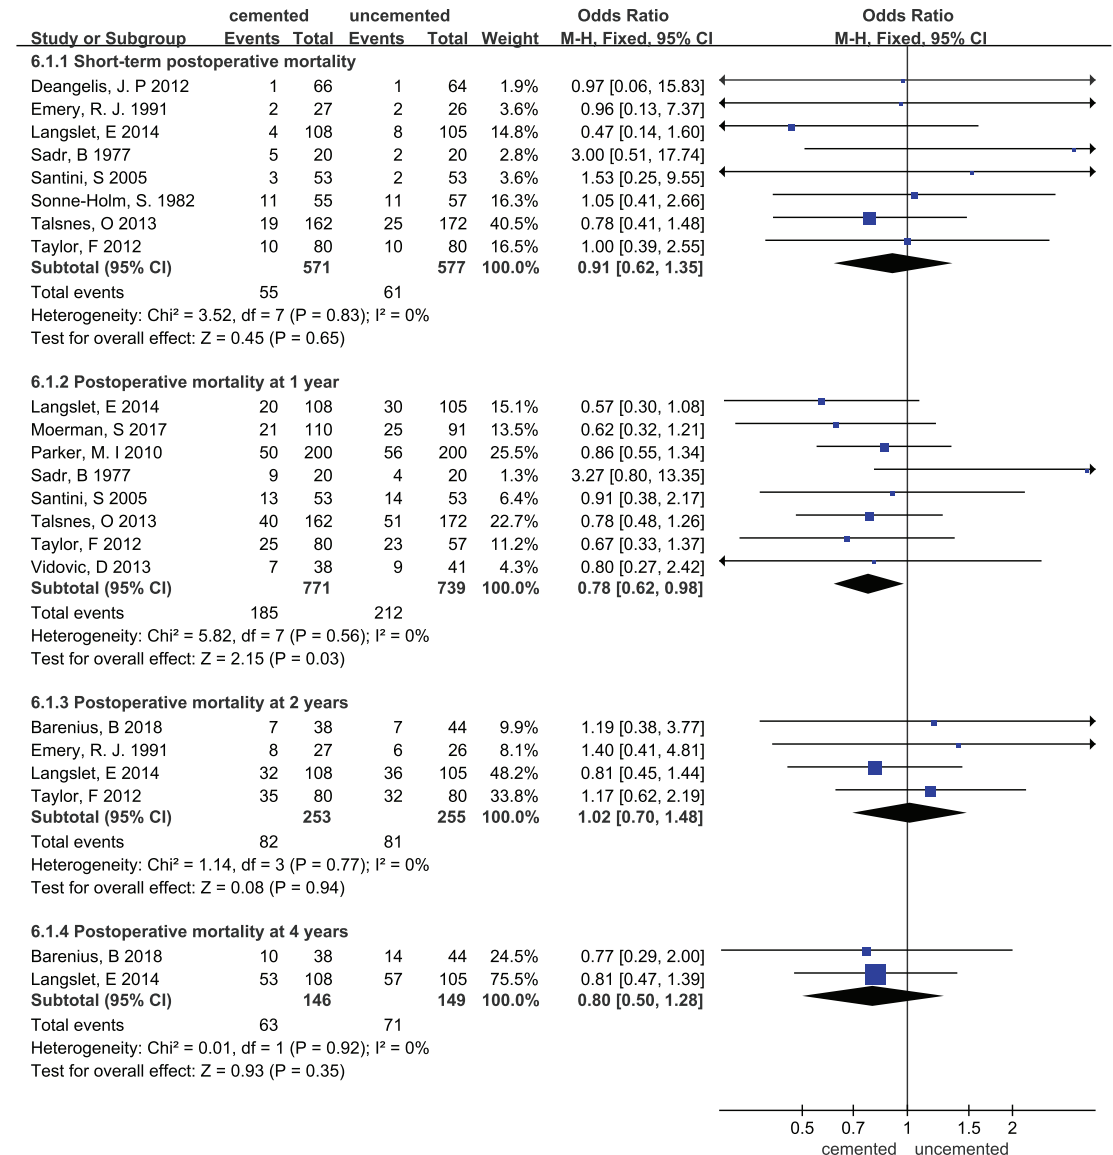 cemented uncemented Odds Ratio Odds Ratio
Study or Subgroup Events Total Events Total Weight M-H, Fixed, 95% CI M-H, Fixed, 95% CI
6.1.1 Short-term postoperative mortality
Deangelis, J. P 2012 1 66 1 64 1.9% 0.97 [0.06, 15.83]
Emery, R. J. 1991 2 27 2 26 3.6% 0.96 [0.13, 7.37]
Langslet, E 2014 4 108 8 105 14.8% 0.47 [0.14, 1.60]
Sadr, B 1977 5 20 2 20 2.8% 3.00 [0.51, 17.74]
Santini, S 2005 3 53 2 53 3.6% 1.53 [0.25, 9.55]
Sonne-Holm, S. 1982 11 55 11 57 16.3% 1.05 [0.41, 2.66]
Talsnes, O 2013 19 162 25 172 40.5% 0.78 [0.41, 1.48]
Taylor, F 2012 10 80 10 80 16.5% 1.00 [0.39, 2.55]
Subtotal (95% CI) 571 577 100.0% 0.91 [0.62, 1.35]
Total events 55 61
Heterogeneity: Chi² = 3.52, df = 7 (P = 0.83); I² = 0%
Test for overall effect: Z = 0.45 (P = 0.65)
6.1.2 Postoperative mortality at 1 year
Langslet, E 2014 20 108 30 105 15.1% 0.57 [0.30, 1.08]
Moerman, S 2017 21 110 25 91 13.5% 0.62 [0.32, 1.21]
Parker, M. I 2010 50 200 56 200 25.5% 0.86 [0.55, 1.34]
Sadr, B 1977 9 20 4 20 1.3% 3.27 [0.80, 13.35]
Santini, S 2005 13 53 14 53 6.4% 0.91 [0.38, 2.17]
Talsnes, O 2013 40 162 51 172 22.7% 0.78 [0.48, 1.26]
Taylor, F 2012 25 80 23 57 11.2% 0.67 [0.33, 1.37]
Vidovic, D 2013 7 38 9 41 4.3% 0.80 [0.27, 2.42]
Subtotal (95% CI) 771 739 100.0% 0.78 [0.62, 0.98]
Total events 185 212
Heterogeneity: Chi² = 5.82, df = 7 (P = 0.56); I² = 0%
Test for overall effect: Z = 2.15 (P = 0.03)
6.1.3 Postoperative mortality at 2 years
Barenius, B 2018 7 38 7 44 9.9% 1.19 [0.38, 3.77]
Emery, R. J. 1991 8 27 6 26 8.1% 1.40 [0.41, 4.81]
Langslet, E 2014 32 108 36 105 48.2% 0.81 [0.45, 1.44]
Taylor, F 2012 35 80 32 80 33.8% 1.17 [0.62, 2.19]
Subtotal (95% CI) 253 255 100.0% 1.02 [0.70, 1.48]
Total events 82 81
Heterogeneity: Chi² = 1.14, df = 3 (P = 0.77); I² = 0%
Test for overall effect: Z = 0.08 (P = 0.94)
6.1.4 Postoperative mortality at 4 years
Barenius, B 2018 10 38 14 44 24.5% 0.77 [0.29, 2.00]
Langslet, E 2014 53 108 57 105 75.5% 0.81 [0.47, 1.39]
Subtotal (95% CI) 146 149 100.0% 0.80 [0.50, 1.28]
Total events 63 71
Heterogeneity: Chi² = 0.01, df = 1 (P = 0.92); I² = 0%
Test for overall effect: Z = 0.93 (P = 0.35)
0.5 0.7 1 1.5 2
cemented uncemented